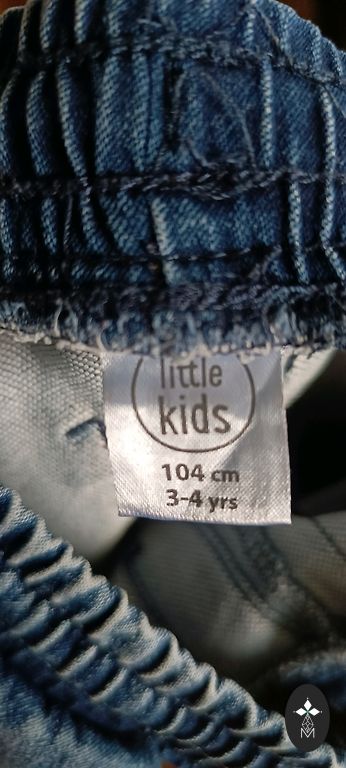 little
kids
104 cm
3-4 yrs